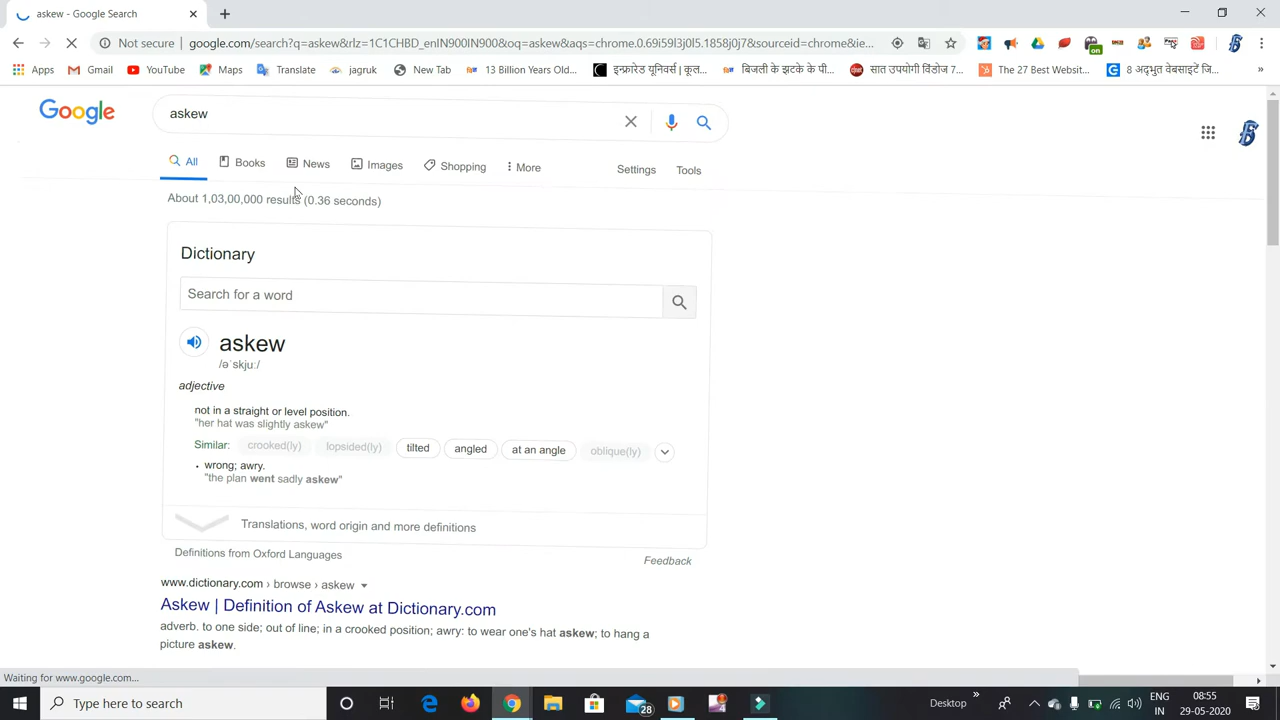 askew - Google Search
Not secure | google.com/search?q=askew&rlz=1C1CHBD_enIN900IN900&oq=askew&aqs=chrome.0.69i59l3j0l5.1858j0j7&sourceid=chrome&ie...
Apps Gmail YouTube Maps Translate jagruk New Tab 13 Billion Years Old... इन्फ्रारेड यूनिवर्स | कूल... बिजली के झटके के पी... सात उपयोगी विंडोज 7... The 27 Best Websit... 8 अद्भुत वेबसाइटें जि...
Google askew
All Books News Images Shopping More Settings Tools
About 1,03,00,000 results (0.36 seconds)
Dictionary
Search for a word
askew
/əˈskjuː/
adjective
not in a straight or level position.
"her hat was slightly askew"
Similar: crooked(ly) lopsided(ly) tilted angled at an angle oblique(ly)
• wrong; awry.
"the plan went sadly askew"
Translations, word origin and more definitions
Definitions from Oxford Languages
Feedback
www.dictionary.com › browse › askew
Askew | Definition of Askew at Dictionary.com
adverb. to one side; out of line; in a crooked position; awry: to wear one's hat askew; to hang a
picture askew.
Waiting for www.google.com...
Type here to search 28 Desktop ENG 08:55
IN 29-05-2020